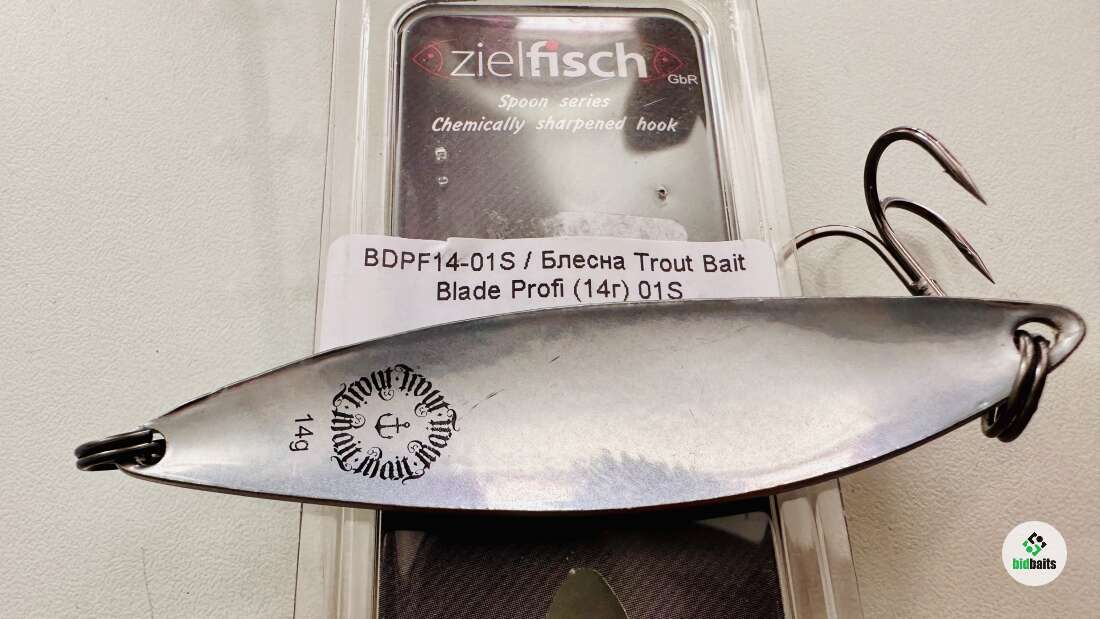 zielfisch
GbR
Spoon series
Chemically sharpened hook
BDPF14-01S / Блесна Trout Bait
Blade Profi (14г) 01S
14g
bidbaits